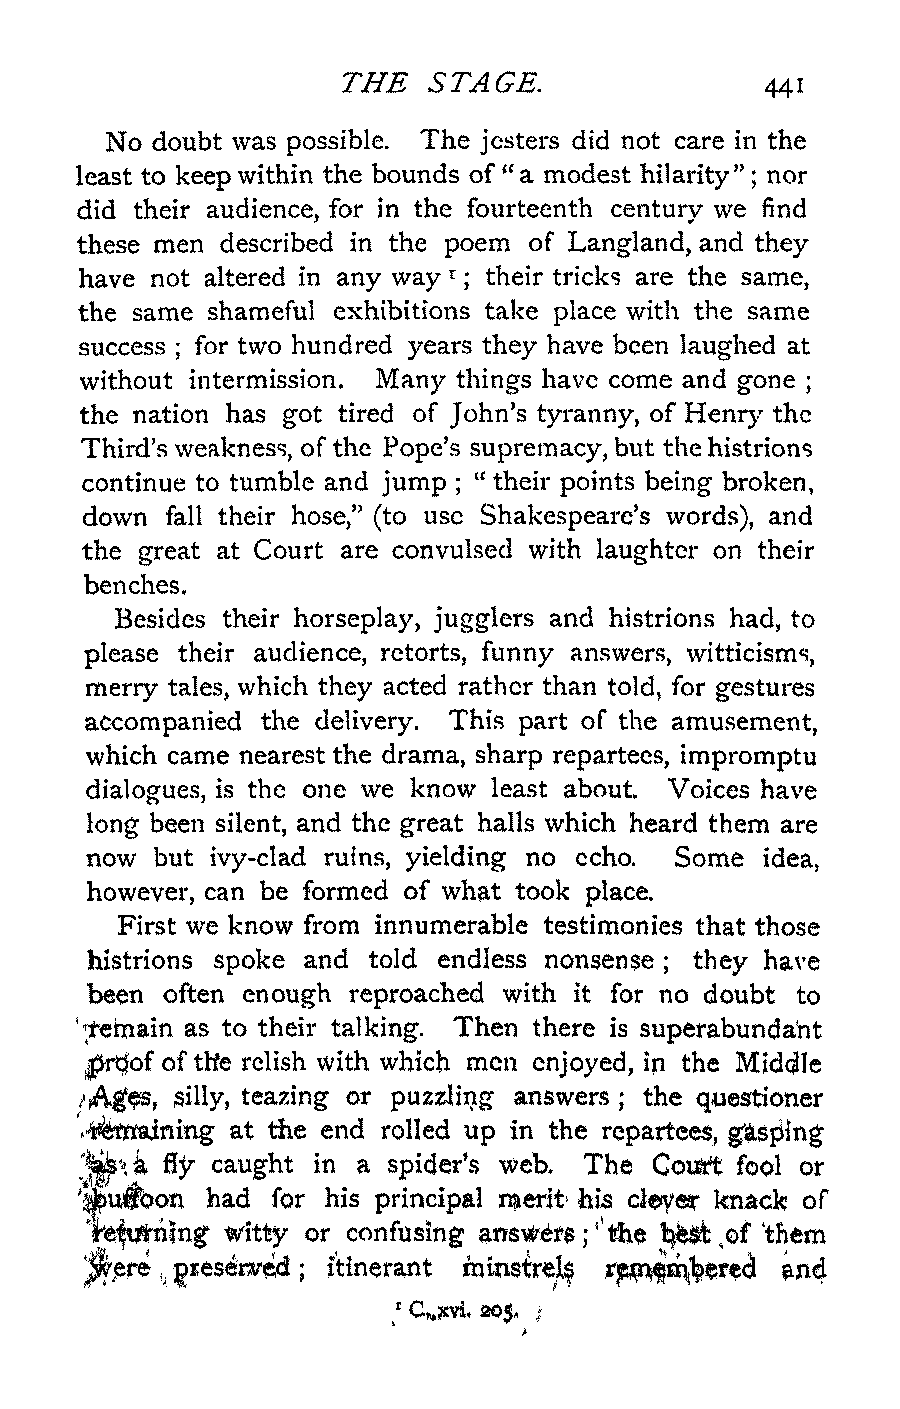 THE STAGE. 441
No doubt was possible. The jesters did not care in the
least to keep within the bounds of “a modest hilarity”; nor
did their audience, for in the fourteenth century we find
these men described in the poem of Langland, and they
have not altered in any way ¹; their tricks are the same,
the same shameful exhibitions take place with the same
success; for two hundred years they have been laughed at
without intermission. Many things have come and gone;
the nation has got tired of John’s tyranny, of Henry the
Third’s weakness, of the Pope’s supremacy, but the histrions
continue to tumble and jump; “their points being broken,
down fall their hose,” (to use Shakespeare’s words), and
the great at Court are convulsed with laughter on their
benches.
Besides their horseplay, jugglers and histrions had, to
please their audience, retorts, funny answers, witticisms,
merry tales, which they acted rather than told, for gestures
accompanied the delivery. This part of the amusement,
which came nearest the drama, sharp repartees, impromptu
dialogues, is the one we know least about. Voices have
long been silent, and the great halls which heard them are
now but ivy-clad ruins, yielding no echo. Some idea,
however, can be formed of what took place.
First we know from innumerable testimonies that those
histrions spoke and told endless nonsense; they have
been often enough reproached with it for no doubt to
remain as to their talking. Then there is superabundant
proof of the relish with which men enjoyed, in the Middle
Ages, silly, teazing or puzzling answers; the questioner
remaining at the end rolled up in the repartees, gasping
as a fly caught in a spider’s web. The Court fool or
buffoon had for his principal merit his clever knack of
returning witty or confusing answers; the best of them
were preserved; itinerant minstrels remembered and
¹ C. xvi. 205.